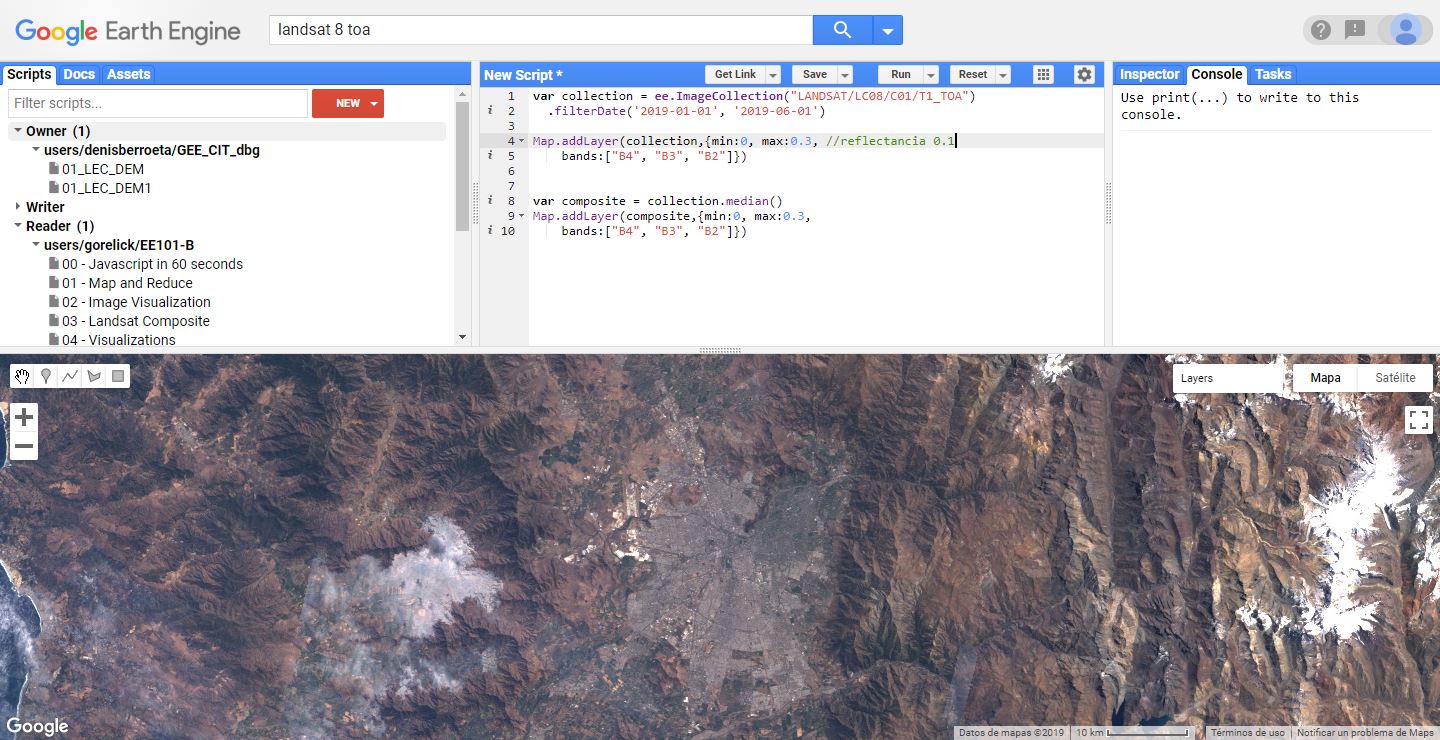 Google Earth Engine
landsat 8 toa
Scripts Docs Assets
Filter scripts...
NEW
Owner (1)
users/denisberroeta/GEE_CIT_dbg
01_LEC_DEM
01_LEC_DEM1
Writer
Reader (1)
users/gorelick/EE101-B
00 - Javascript in 60 seconds
01 - Map and Reduce
02 - Image Visualization
03 - Landsat Composite
04 - Visualizations
New Script *
Get Link
Save
Run
Reset
1 var collection = ee.ImageCollection("LANDSAT/LC08/C01/T1_TOA")
i 2 .filterDate('2019-01-01', '2019-06-01')
3
4 Map.addLayer(collection,{min:0, max:0.3, //reflectancia 0.1
i 5 bands:["B4", "B3", "B2"]})
6
7
i 8 var composite = collection.median()
9 Map.addLayer(composite,{min:0, max:0.3,
i 10 bands:["B4", "B3", "B2"]})
Inspector Console Tasks
Use print(...) to write to this
console.
Layers
Mapa
Satélite
Google
Datos de mapas ©2019
10 km
Términos de uso
Notificar un problema de Maps